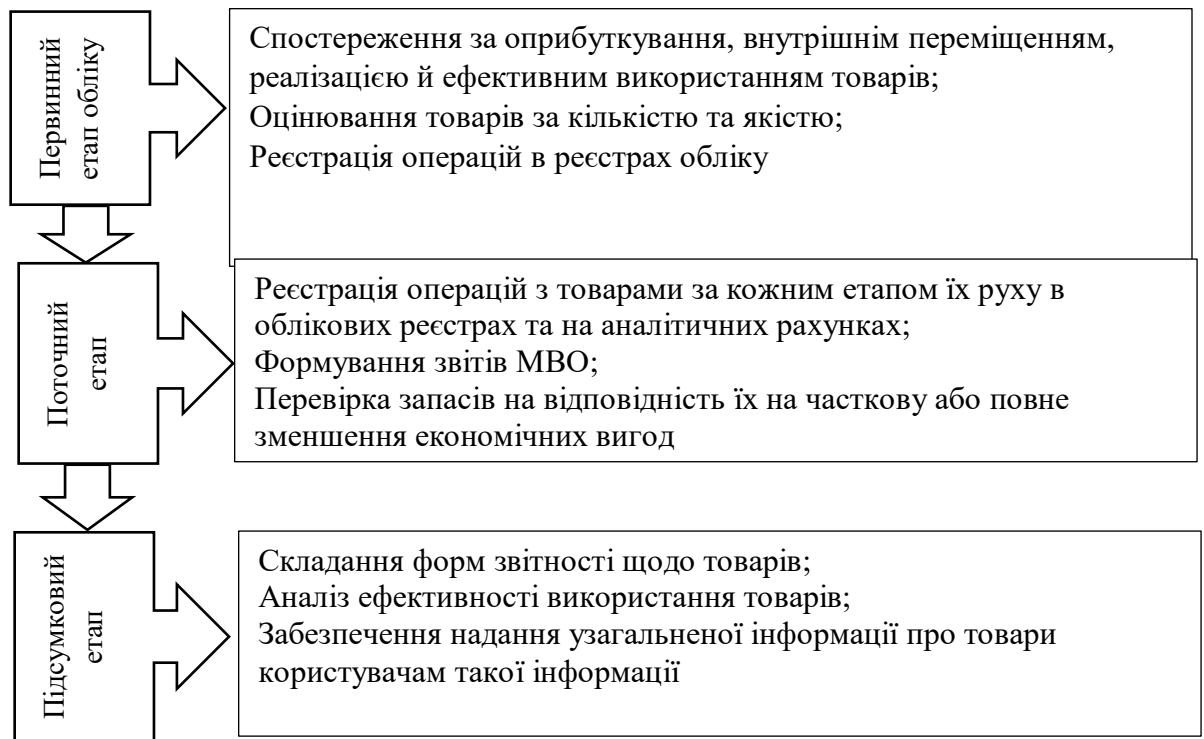 Первинний
етап обліку
Спостереження за оприбуткування, внутрішнім переміщенням,
реалізацією й ефективним використанням товарів;
Оцінювання товарів за кількістю та якістю;
Реєстрація операцій в реєстрах обліку
Поточний
етап
Реєстрація операцій з товарами за кожним етапом їх руху в
облікових реєстрах та на аналітичних рахунках;
Формування звітів МВО;
Перевірка запасів на відповідність їх на часткову або повне
зменшення економічних вигод
Підсумковий
етап
Складання форм звітності щодо товарів;
Аналіз ефективності використання товарів;
Забезпечення надання узагальненої інформації про товари
користувачам такої інформації